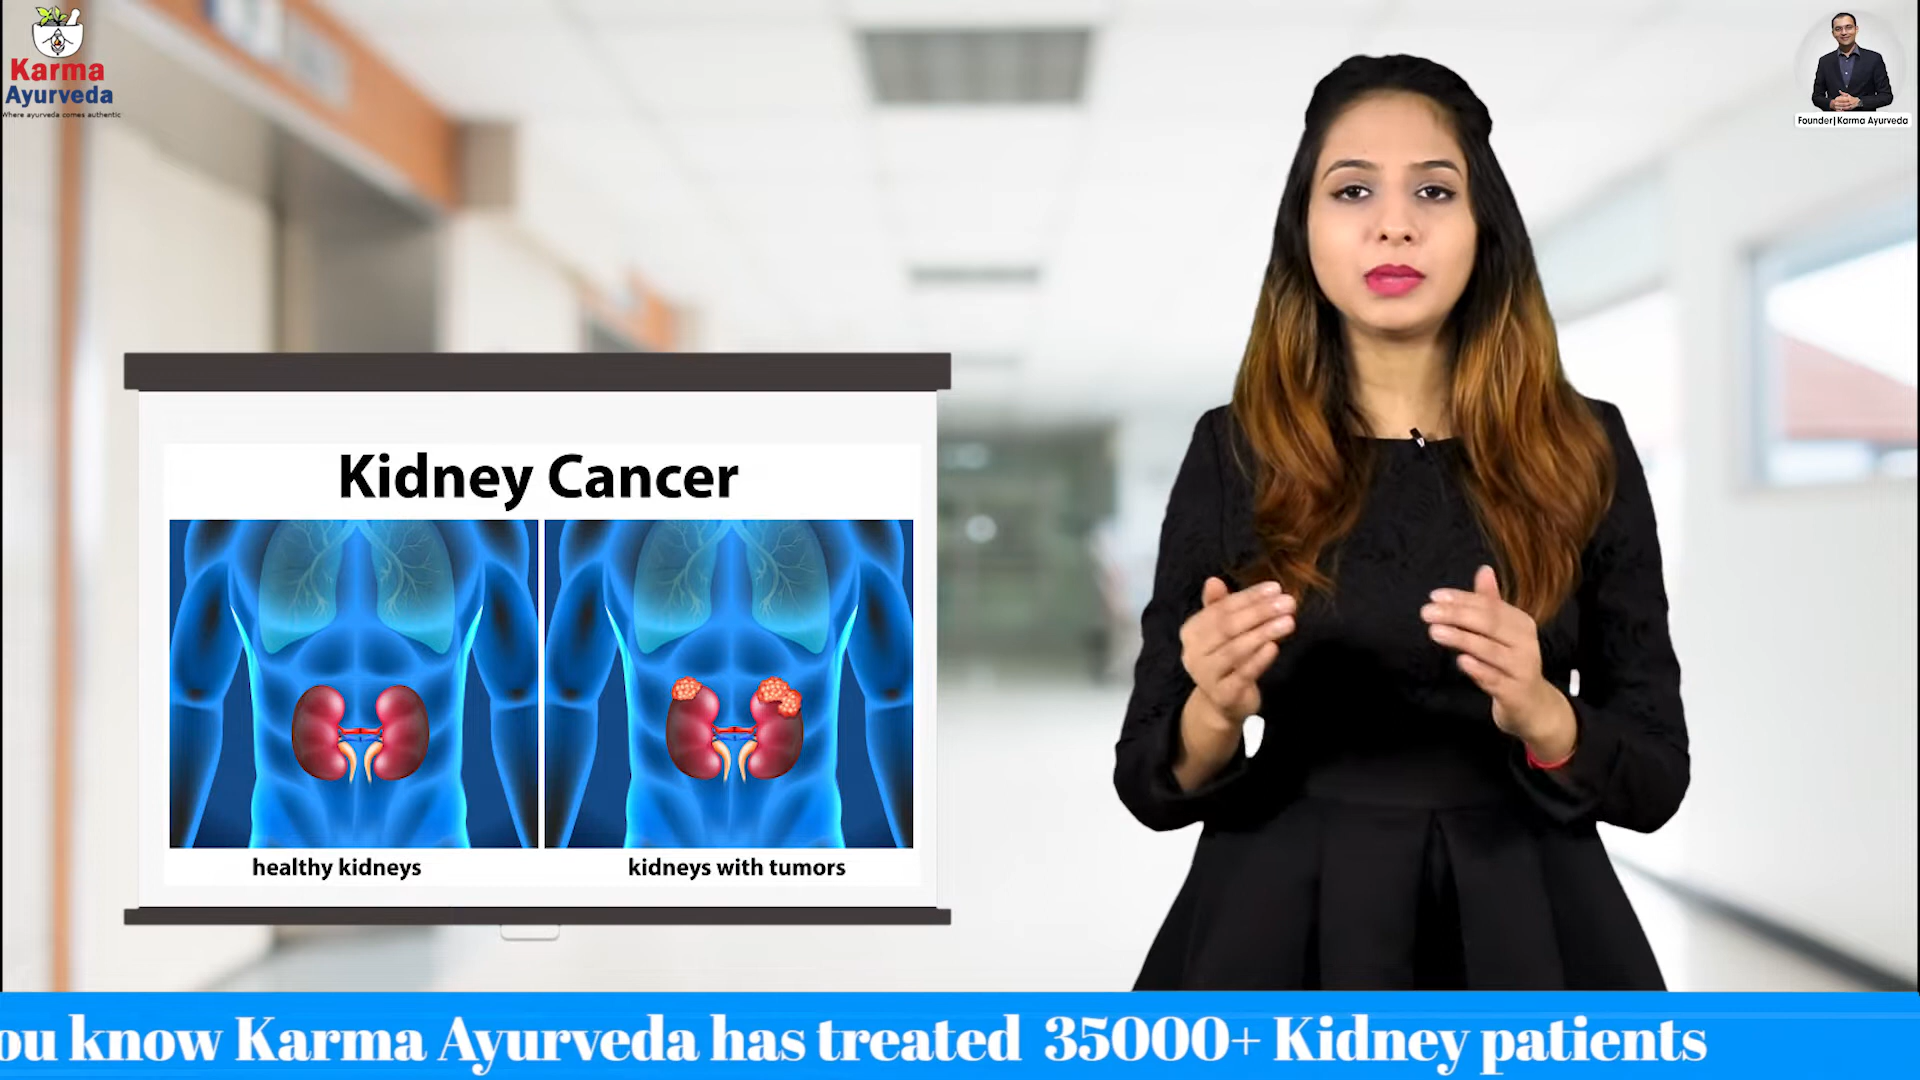 Karma
Ayurveda
Where ayurveda comes authentic
Founder|Karma Ayurveda
Kidney Cancer
healthy kidneys
kidneys with tumors
ou know Karma Ayurveda has treated 35000+ Kidney patients